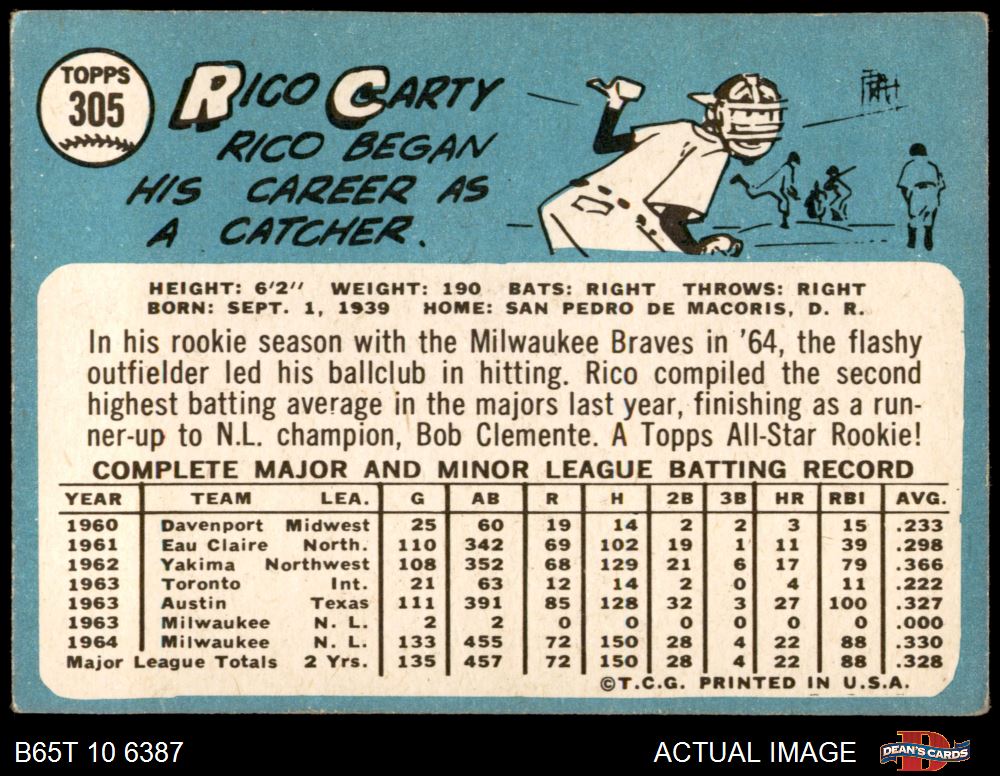 TOPPS
305
RICO CARTY
RICO BEGAN
HIS CAREER AS
A CATCHER.
HEIGHT: 6'2" WEIGHT: 190 BATS: RIGHT THROWS: RIGHT
BORN: SEPT. 1, 1939 HOME: SAN PEDRO DE MACORIS, D. R.
In his rookie season with the Milwaukee Braves in '64, the flashy
outfielder led his ballclub in hitting. Rico compiled the second
highest batting average in the majors last year, finishing as a run-
ner-up to N.L. champion, Bob Clemente. A Topps All-Star Rookie!
COMPLETE MAJOR AND MINOR LEAGUE BATTING RECORD
YEAR TEAM LEA. G AB R H 2B 3B HR RBI AVG.
1960 Davenport Midwest 25 60 19 14 2 2 3 15 .233
1961 Eau Claire North. 110 342 69 102 19 1 11 39 .298
1962 Yakima Northwest 108 352 68 129 21 6 17 79 .366
1963 Toronto Int. 21 63 12 14 2 0 4 11 .222
1963 Austin Texas 111 391 85 128 32 3 27 100 .327
1963 Milwaukee N. L. 2 2 0 0 0 0 0 0 .000
1964 Milwaukee N. L. 133 455 72 150 28 4 22 88 .330
Major League Totals 2 Yrs. 135 457 72 150 28 4 22 88 .328
©T.C.G. PRINTED IN U.S.A.
B65T 10 6387 ACTUAL IMAGE DEAN'S CARDS